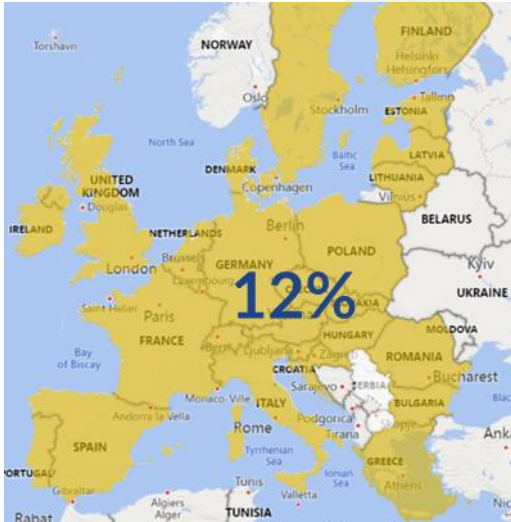 FINLAND
NORWAY
Tórshavn
Helsinki
Helsingfors
Oslo
Tallinn
Stockholm
ESTONIA
North Sea
Baltic
Sea
LATVIA
DENMARK
LITHUANIA
UNITED
KINGDOM
Copenhagen
Vilnius
Douglas
BELARUS
IRELAND
NETHERLANDS
Berlin
POLAND
London
Brussels
GERMANY
Kyiv
Luxembourg
12%
UKRAINE
Saint Helier
Paris
FRANCE
HUNGARY
MOLDOVA
Bay
of Biscay
Ljubljana
Zagreb
ROMANIA
CROATIA
Bucharest
Monaco-Ville
Sarajevo
SERBIA
Andorra la Vella
ITALY
BULGARIA
Podgorica
Rome
Tirana
SPAIN
Tyrrhenian
Sea
PORTUGAL
Ionian
Sea
GREECE
Athens
Gibraltar
Tunis
Valletta
Algiers
Alger
Rabat
TUNISIA